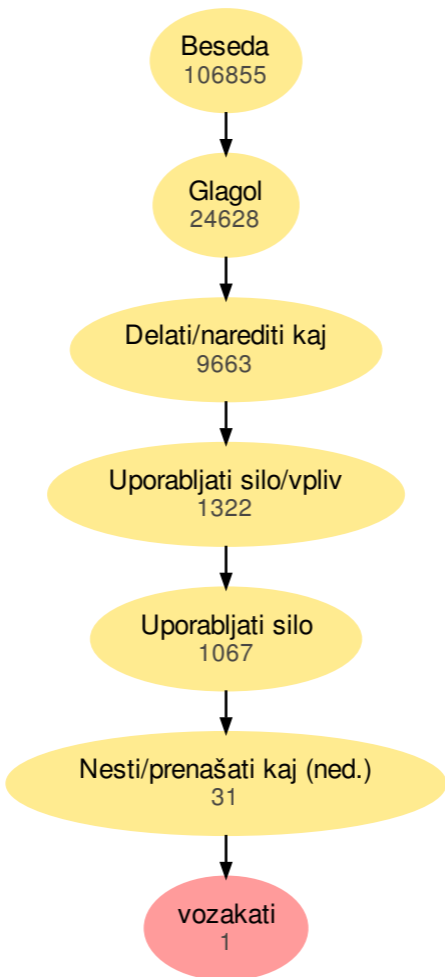 Beseda
106855
Glagol
24628
Delati/narediti kaj
9663
Uporabljati silo/vpliv
1322
Uporabljati silo
1067
Nesti/prenašati kaj (ned.)
31
vozakati
1